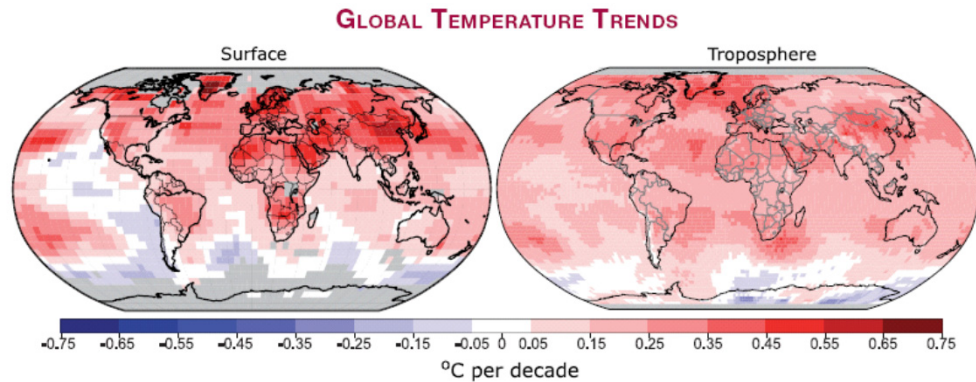 GLOBAL TEMPERATURE TRENDS
Surface
Troposphere
-0.75 -0.65 -0.55 -0.45 -0.35 -0.25 -0.15 -0.05 0 0.05 0.15 0.25 0.35 0.45 0.55 0.65 0.75
°C per decade